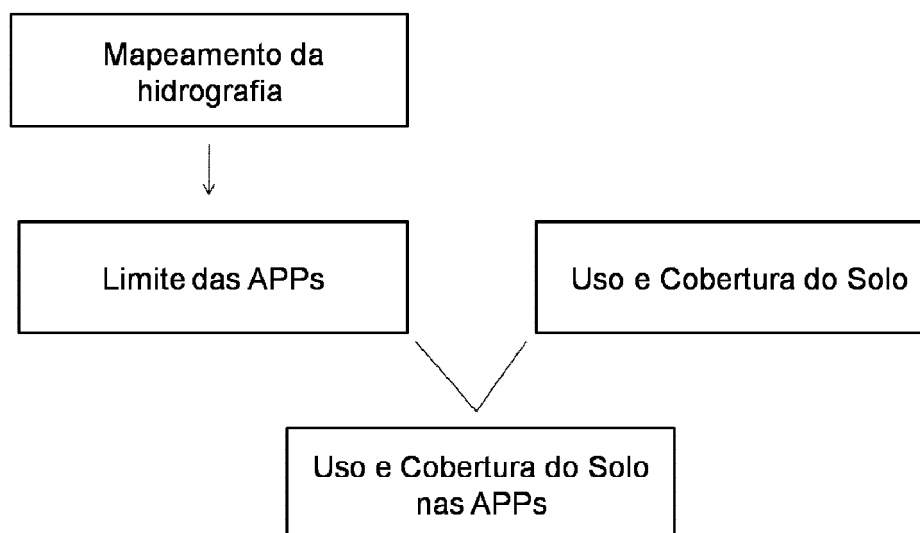 Mapeamento da
hidrografia
Limite das APPs
Uso e Cobertura do Solo
Uso e Cobertura do Solo
nas APPs